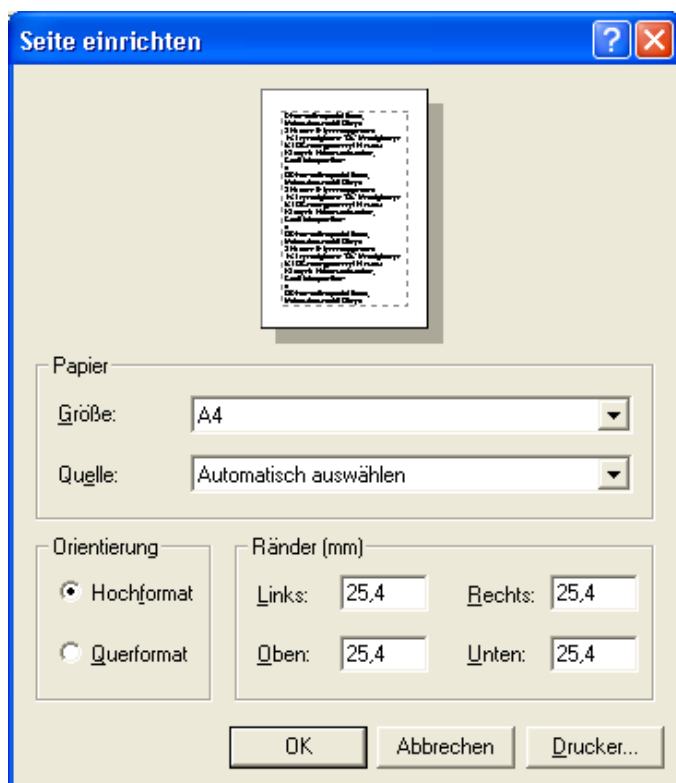 Seite einrichten
Papier
Größe:
A4
Quelle:
Automatisch auswählen
Orientierung
Hochformat
Querformat
Ränder (mm)
Links: 25,4 Rechts: 25,4
Oben: 25,4 Unten: 25,4
OK Abbrechen Drucker...